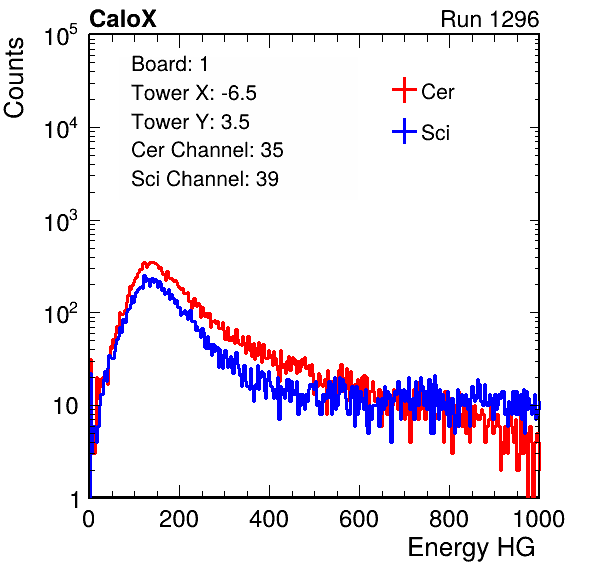 CaloX Run 1296
Counts
Board: 1
Tower X: -6.5
Tower Y: 3.5
Cer Channel: 35
Sci Channel: 39
Cer
Sci
10^5
10^4
10^3
10^2
10
1
0 200 400 600 800 1000
Energy HG